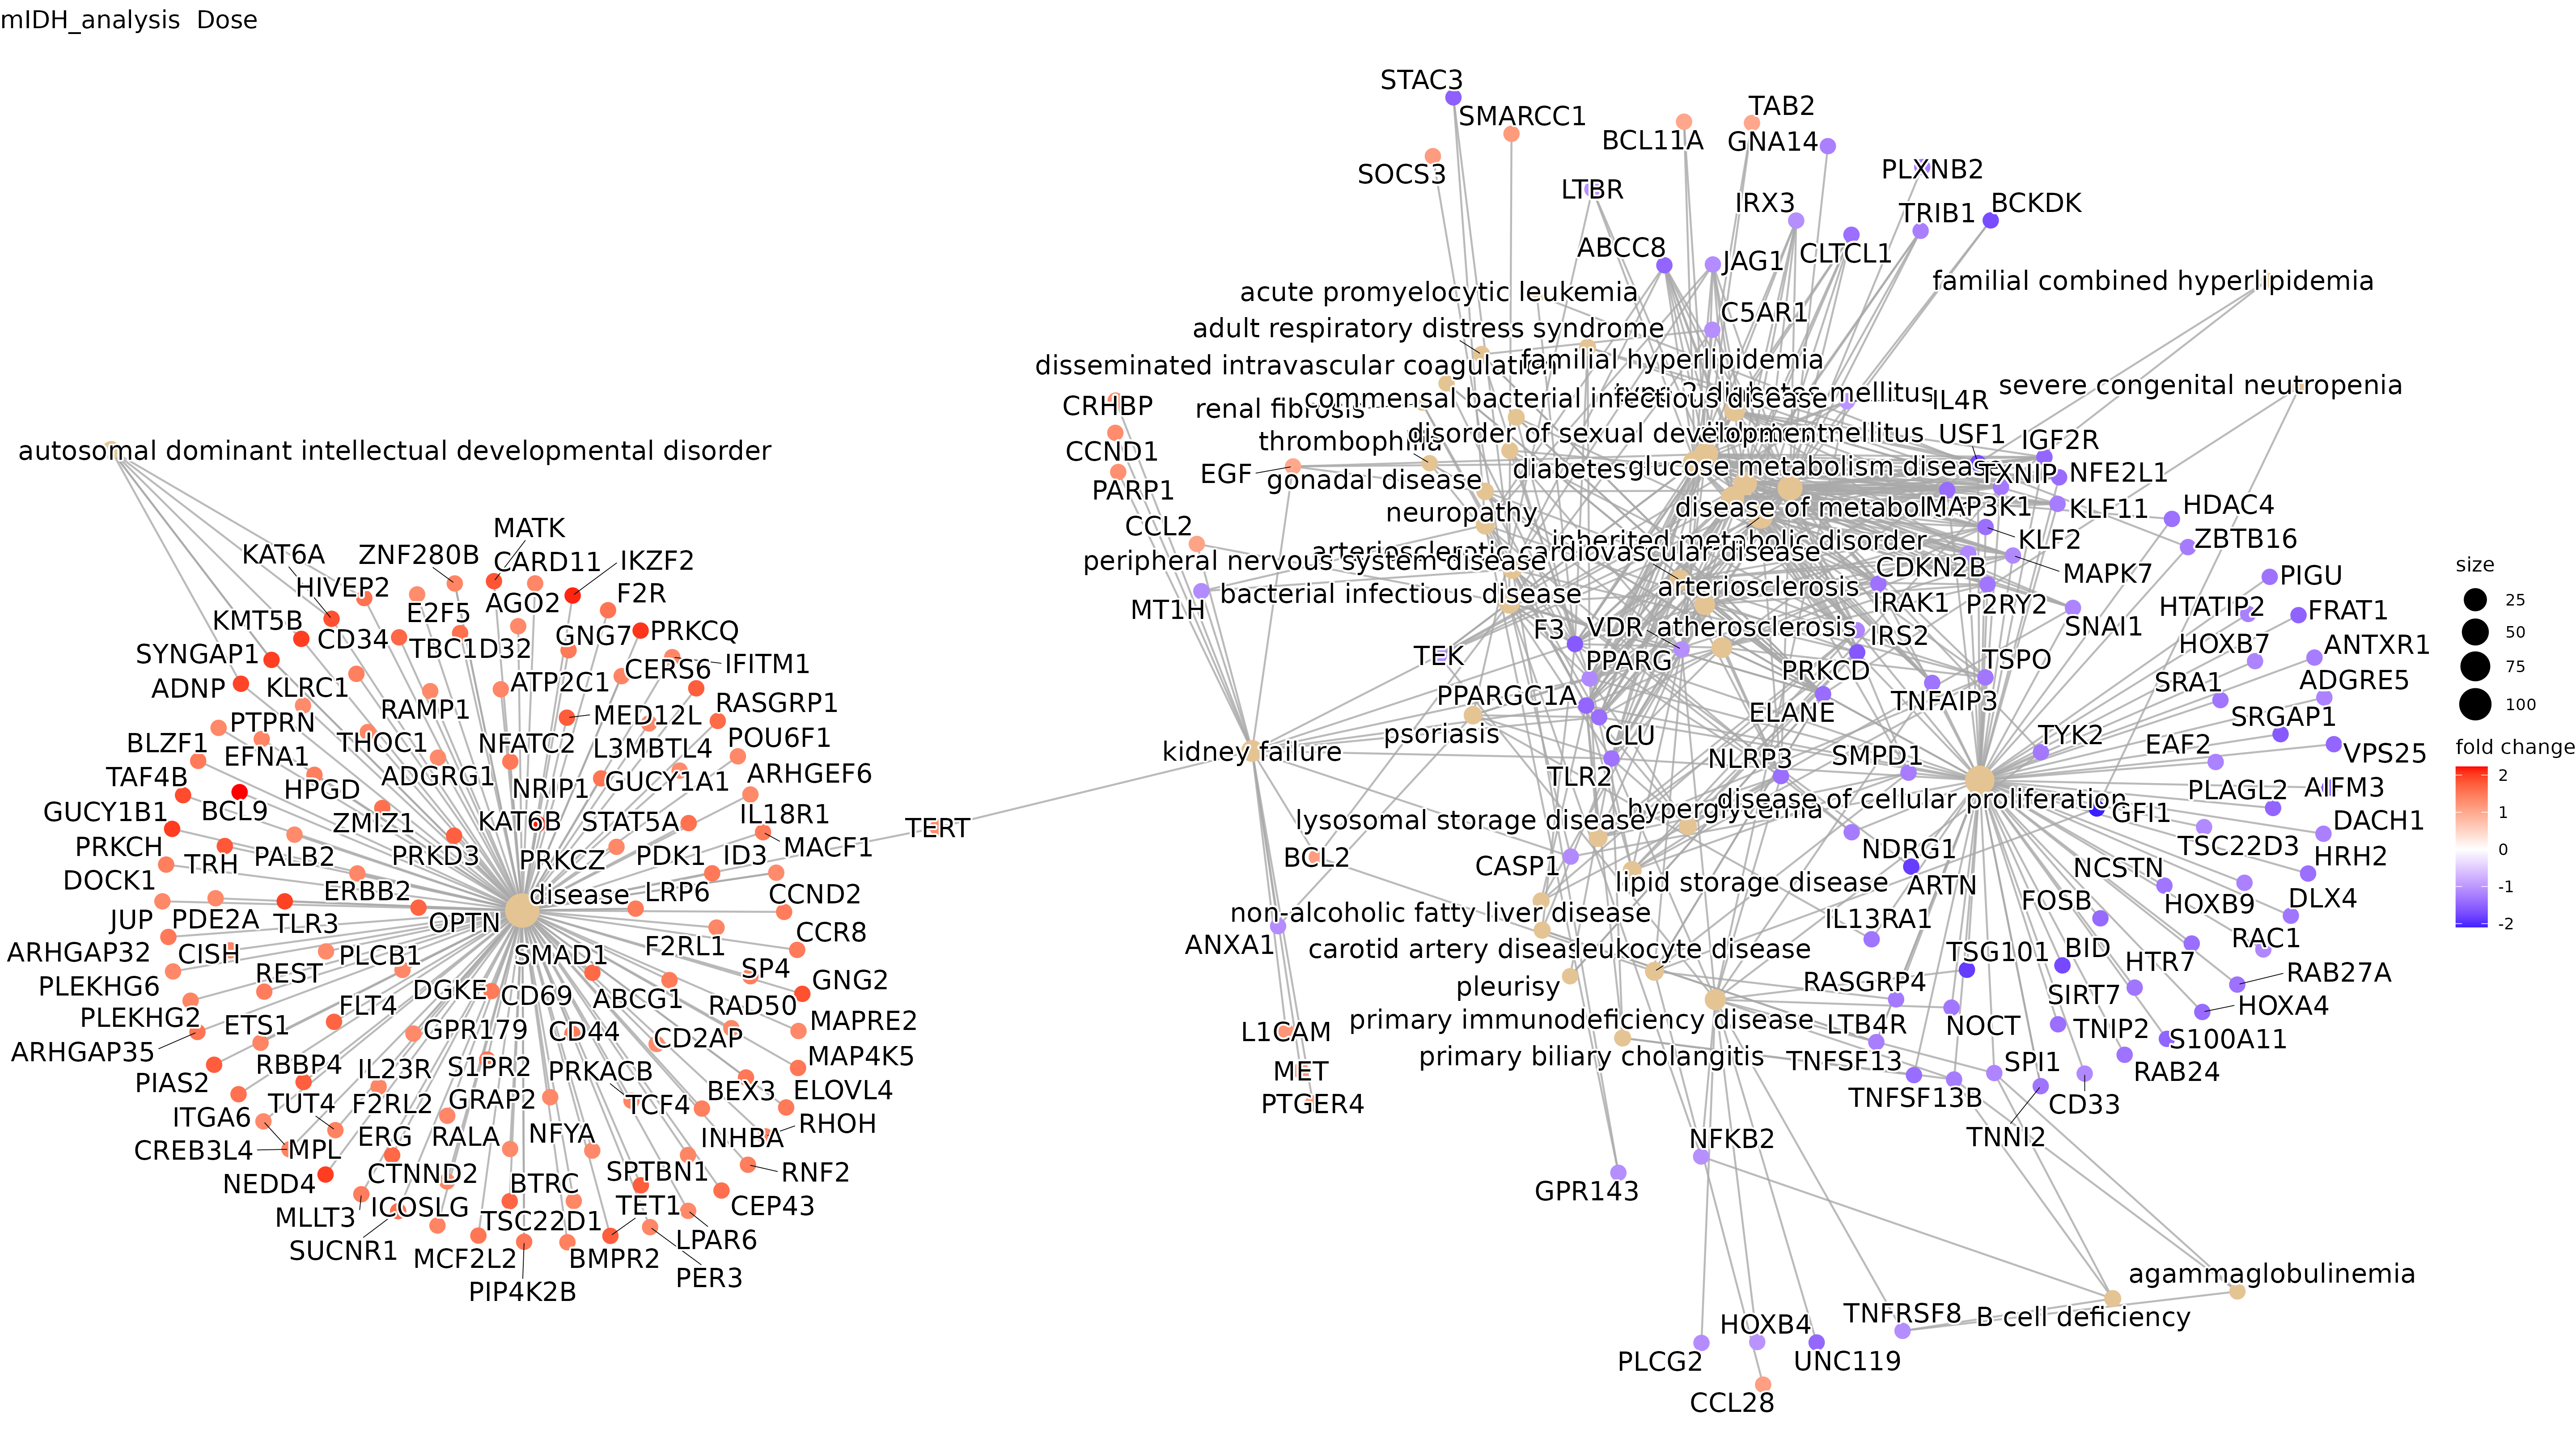 mIDH_analysis Dose
STAC3
SMARCC1
SOCS3
BCL11A
TAB2
GNA14
PLXNB2
LTBR
IRX3
TRIB1
BCKDK
ABCC8
JAG1
CLTCL1
familial combined hyperlipidemia
acute promyelocytic leukemia
C5AR1
adult respiratory distress syndrome
disseminated intravascular coagulation
familial hyperlipidemia
severe congenital neutropenia
CRHBP
renal fibrosis
commensal bacterial infectious disease
mellitus
IL4R
CCND1
thrombophilia
disorder of sexual development
mellitus
USF1
IGF2R
PARP1
EGF
gonadal disease
diabetes
glucose metabolism disease
TXNIP
NFE2L1
CCL2
neuropathy
disease of metabol
MAP3K1
KLF11
HDAC4
ZBTB16
KLF2
inherited metabolic disorder
arteriosclerotic cardiovascular disease
peripheral nervous system disease
CDKN2B
MAPK7
PIGU
MT1H
bacterial infectious disease
arteriosclerosis
IRAK1
P2RY2
HTATIP2
FRAT1
SNAI1
F3
VDR
atherosclerosis
IRS2
HOXB7
ANTXR1
TEK
PPARG
PRKCD
TSPO
SRA1
ADGRE5
PPARGC1A
ELANE
TNFAIP3
SRGAP1
psoriasis
CLU
TYK2
EAF2
VPS25
kidney failure
TLR2
NLRP3
SMPD1
PLAGL2
AIFM3
disease of cellular proliferation
hyperglycemia
lysosomal storage disease
GFI1
DACH1
TSC22D3
BCL2
CASP1
NDRG1
HRH2
lipid storage disease
ARTN
NCSTN
HOXB9
DLX4
non-alcoholic fatty liver disease
IL13RA1
FOSB
ANXA1
carotid artery disease
leukocyte disease
TSG101
BID
HTR7
RAC1
pleurisy
RASGRP4
SIRT7
RAB27A
HOXA4
L1CAM
primary immunodeficiency disease
LTB4R
NOCT
TNIP2
S100A11
primary biliary cholangitis
TNFSF13
SPI1
RAB24
MET
PTGER4
TNFSF13B
CD33
TNNI2
NFKB2
GPR143
agammaglobulinemia
B cell deficiency
TNFRSF8
HOXB4
PLCG2
UNC119
CCL28
TERT
autosomal dominant intellectual developmental disorder
MATK
KAT6A
ZNF280B
CARD11
IKZF2
HIVEP2
E2F5
AGO2
F2R
KMT5B
CD34
TBC1D32
GNG7
PRKCQ
SYNGAP1
CERS6
IFITM1
ADNP
KLRC1
ATP2C1
RAMP1
MED12L
RASGRP1
PTPRN
BLZF1
EFNA1
THOC1
NFATC2
L3MBTL4
POU6F1
TAF4B
HPGD
ADGRG1
NRIP1
GUCY1A1
ARHGEF6
GUCY1B1
BCL9
ZMIZ1
KAT6B
STAT5A
IL18R1
MACF1
PRKCH
TRH
PALB2
PRKD3
PRKCZ
PDK1
ID3
DOCK1
ERBB2
disease
LRP6
CCND2
JUP
PDE2A
TLR3
OPTN
CCR8
ARHGAP32
CISH
PLCB1
SMAD1
F2RL1
SP4
GNG2
PLEKHG6
REST
FLT4
DGKE
CD69
ABCG1
RAD50
MAPRE2
PLEKHG2
ETS1
GPR179
CD44
CD2AP
ARHGAP35
RBBP4
IL23R
S1PR2
PRKACB
MAP4K5
PIAS2
BEX3
ELOVL4
TUT4
F2RL2
GRAP2
TCF4
ITGA6
RHOH
CREB3L4
MPL
ERG
RALA
NFYA
INHBA
NEDD4
CTNND2
SPTBN1
RNF2
MLLT3
ICOSLG
BTRC
TET1
CEP43
SUCNR1
TSC22D1
LPAR6
MCF2L2
BMPR2
PER3
PIP4K2B
size
25
50
75
100
fold change
2
1
0
-1
-2